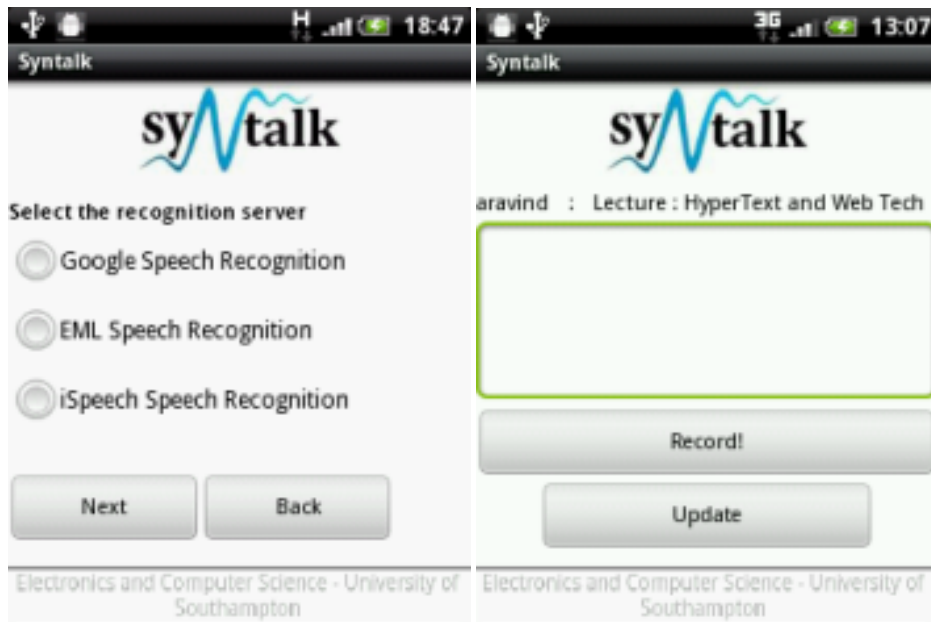 H 18:47
Syntalk
syNtalk
Select the recognition server
Google Speech Recognition
EML Speech Recognition
iSpeech Speech Recognition
Next Back
Electronics and Computer Science - University of
Southampton
3G 13:07
Syntalk
syNtalk
aravind : Lecture : HyperText and Web Tech
Record!
Update
Electronics and Computer Science - University of
Southampton